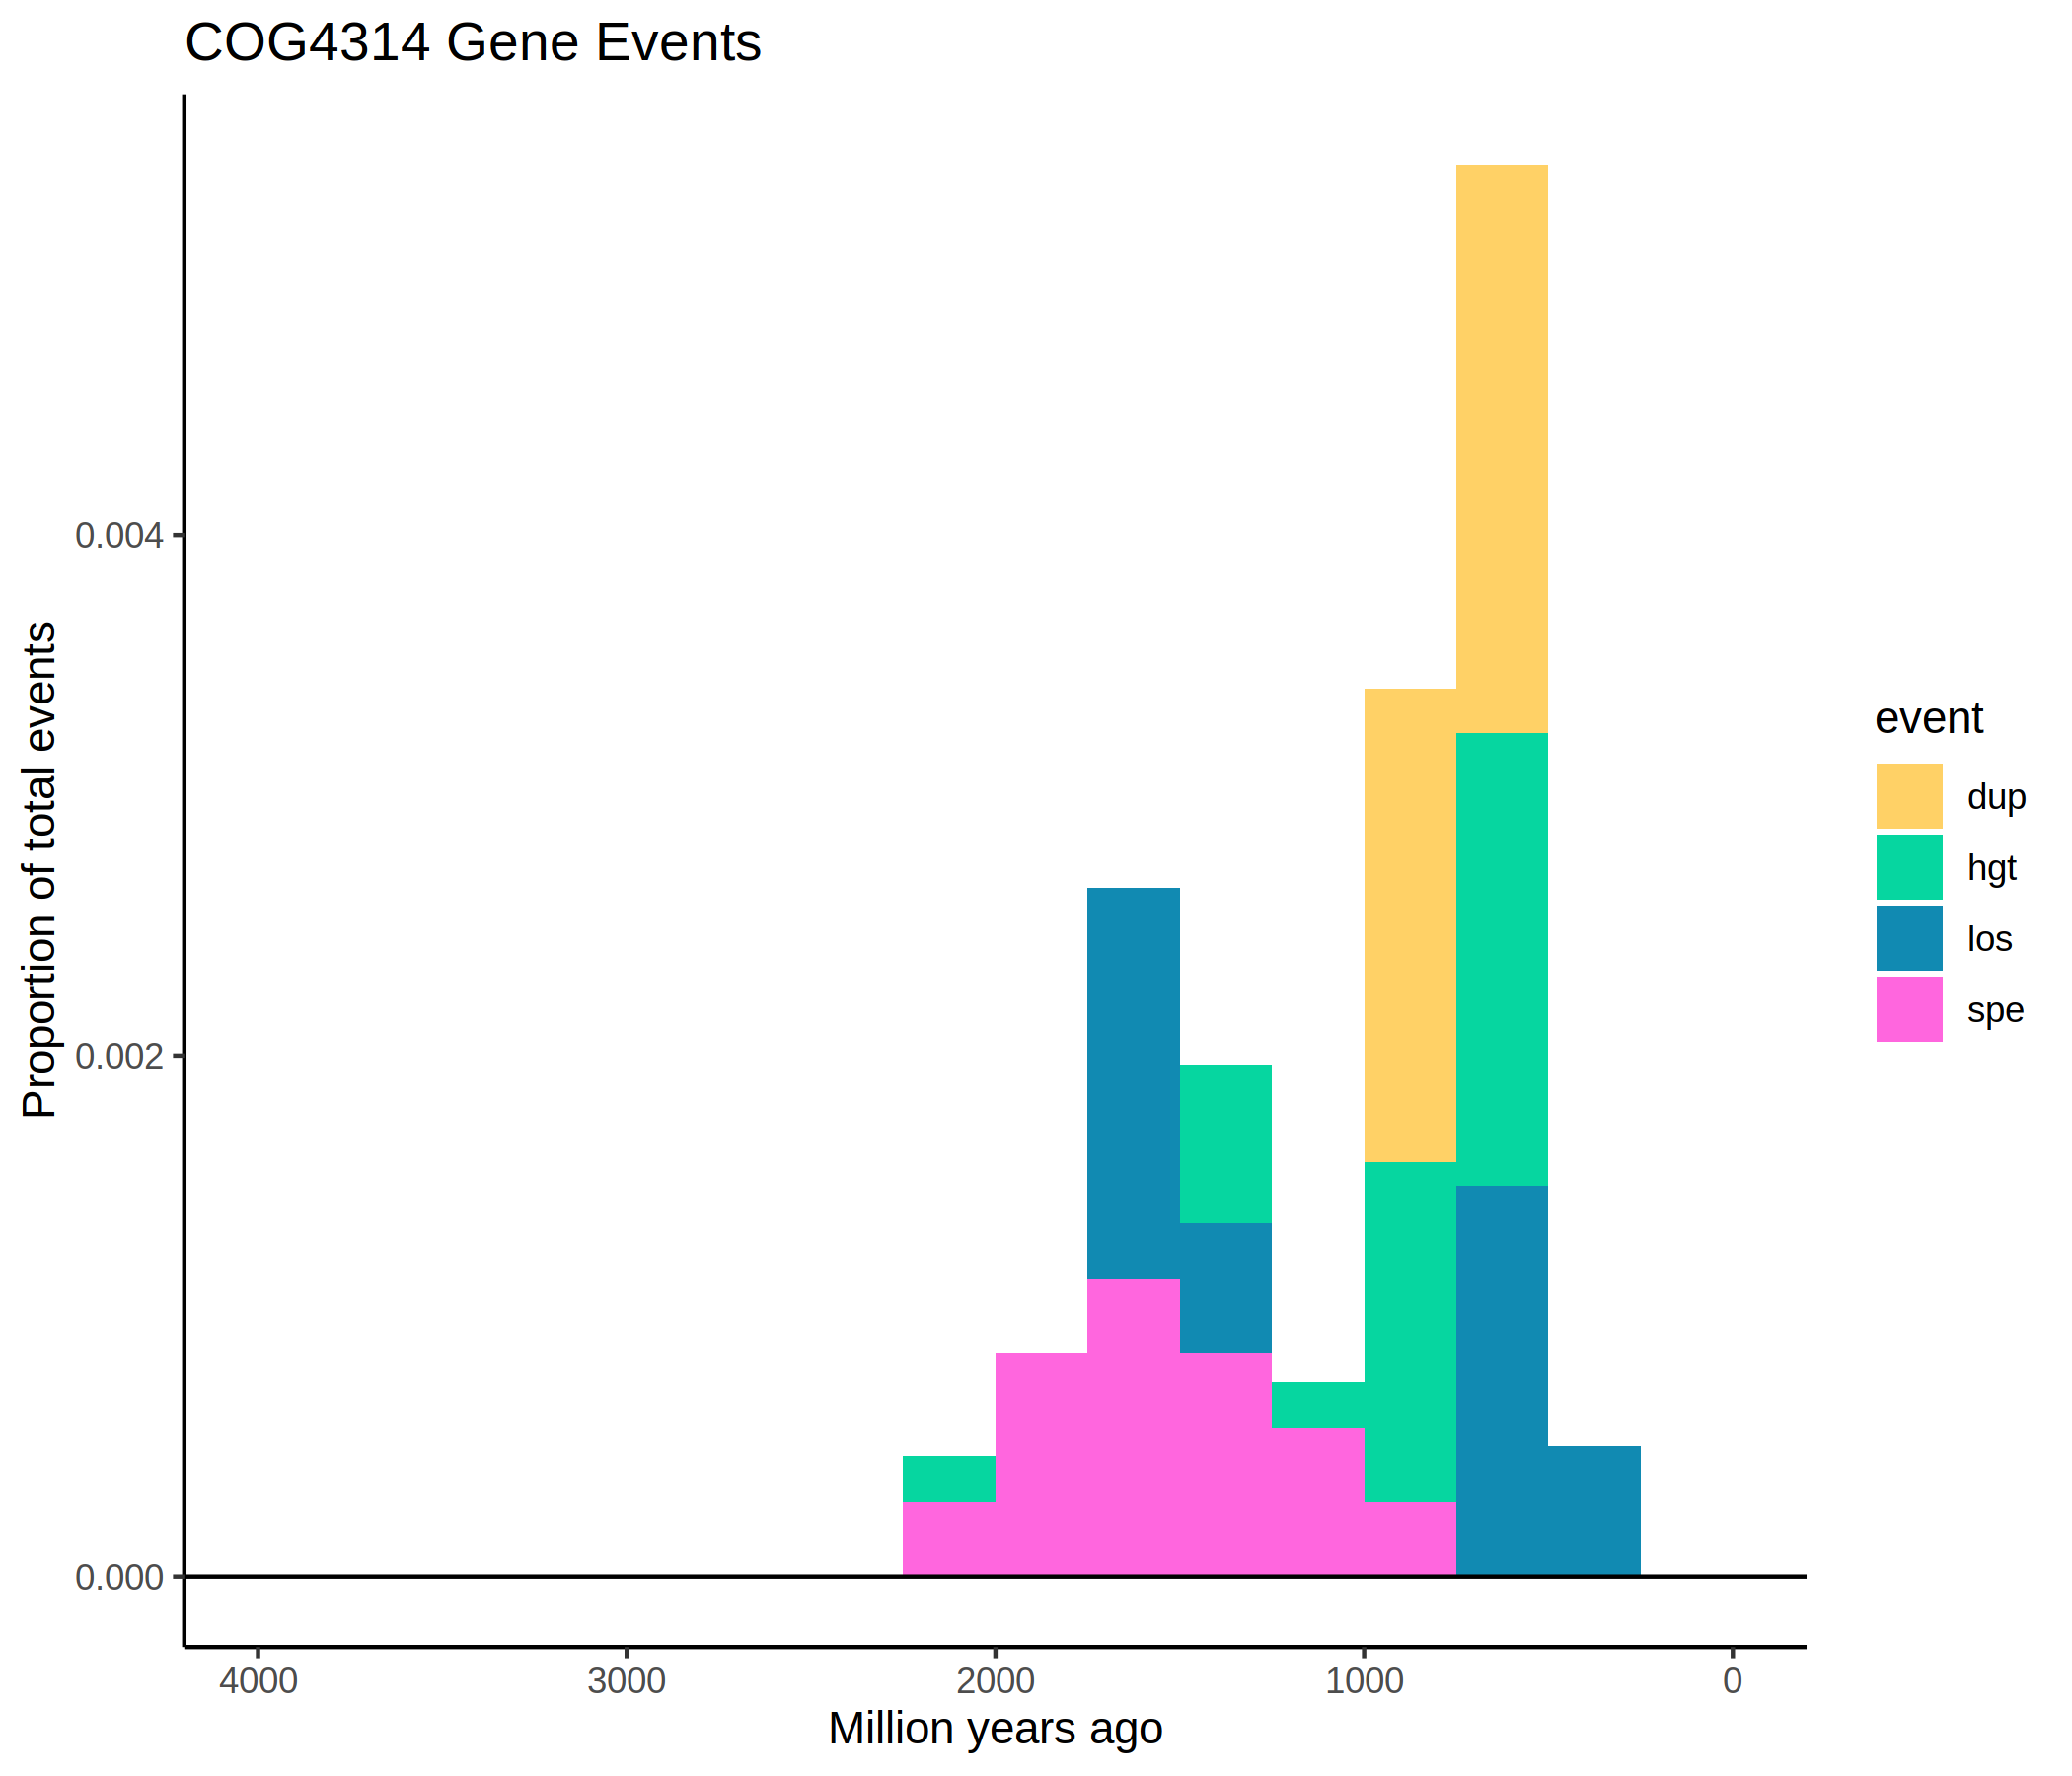 COG4314 Gene Events
Proportion of total events
0.004
0.002
0.000
4000
3000
2000
1000
0
Million years ago
event
dup
hgt
los
spe